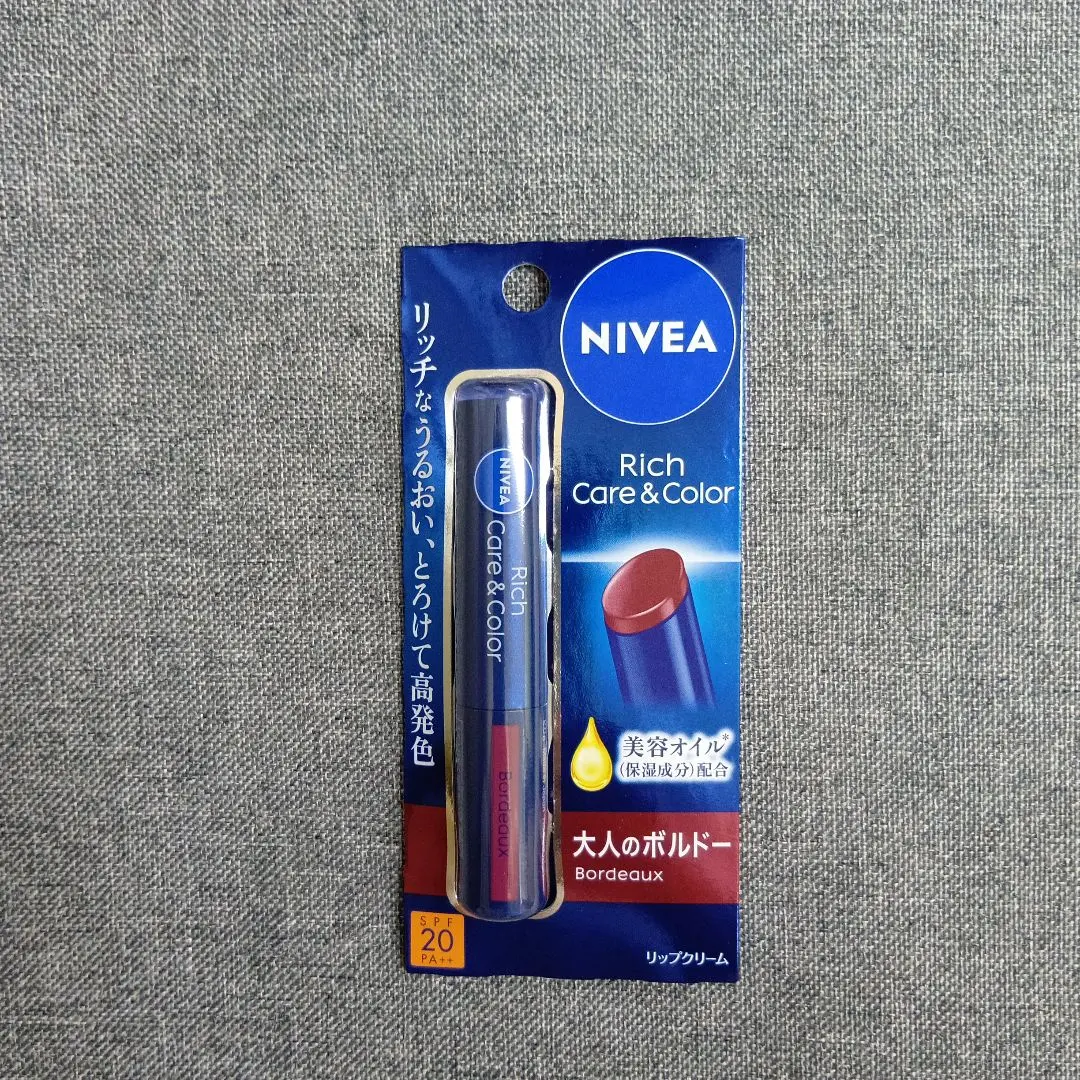 NIVEA
Rich
Care & Color
リッチなうるおい、とろけて高発色
NIVEA
Rich
Care & Color
Bordeaux
美容オイル*
(保湿成分)配合
大人のボルドー
Bordeaux
SPF
20
PA++
リップクリーム